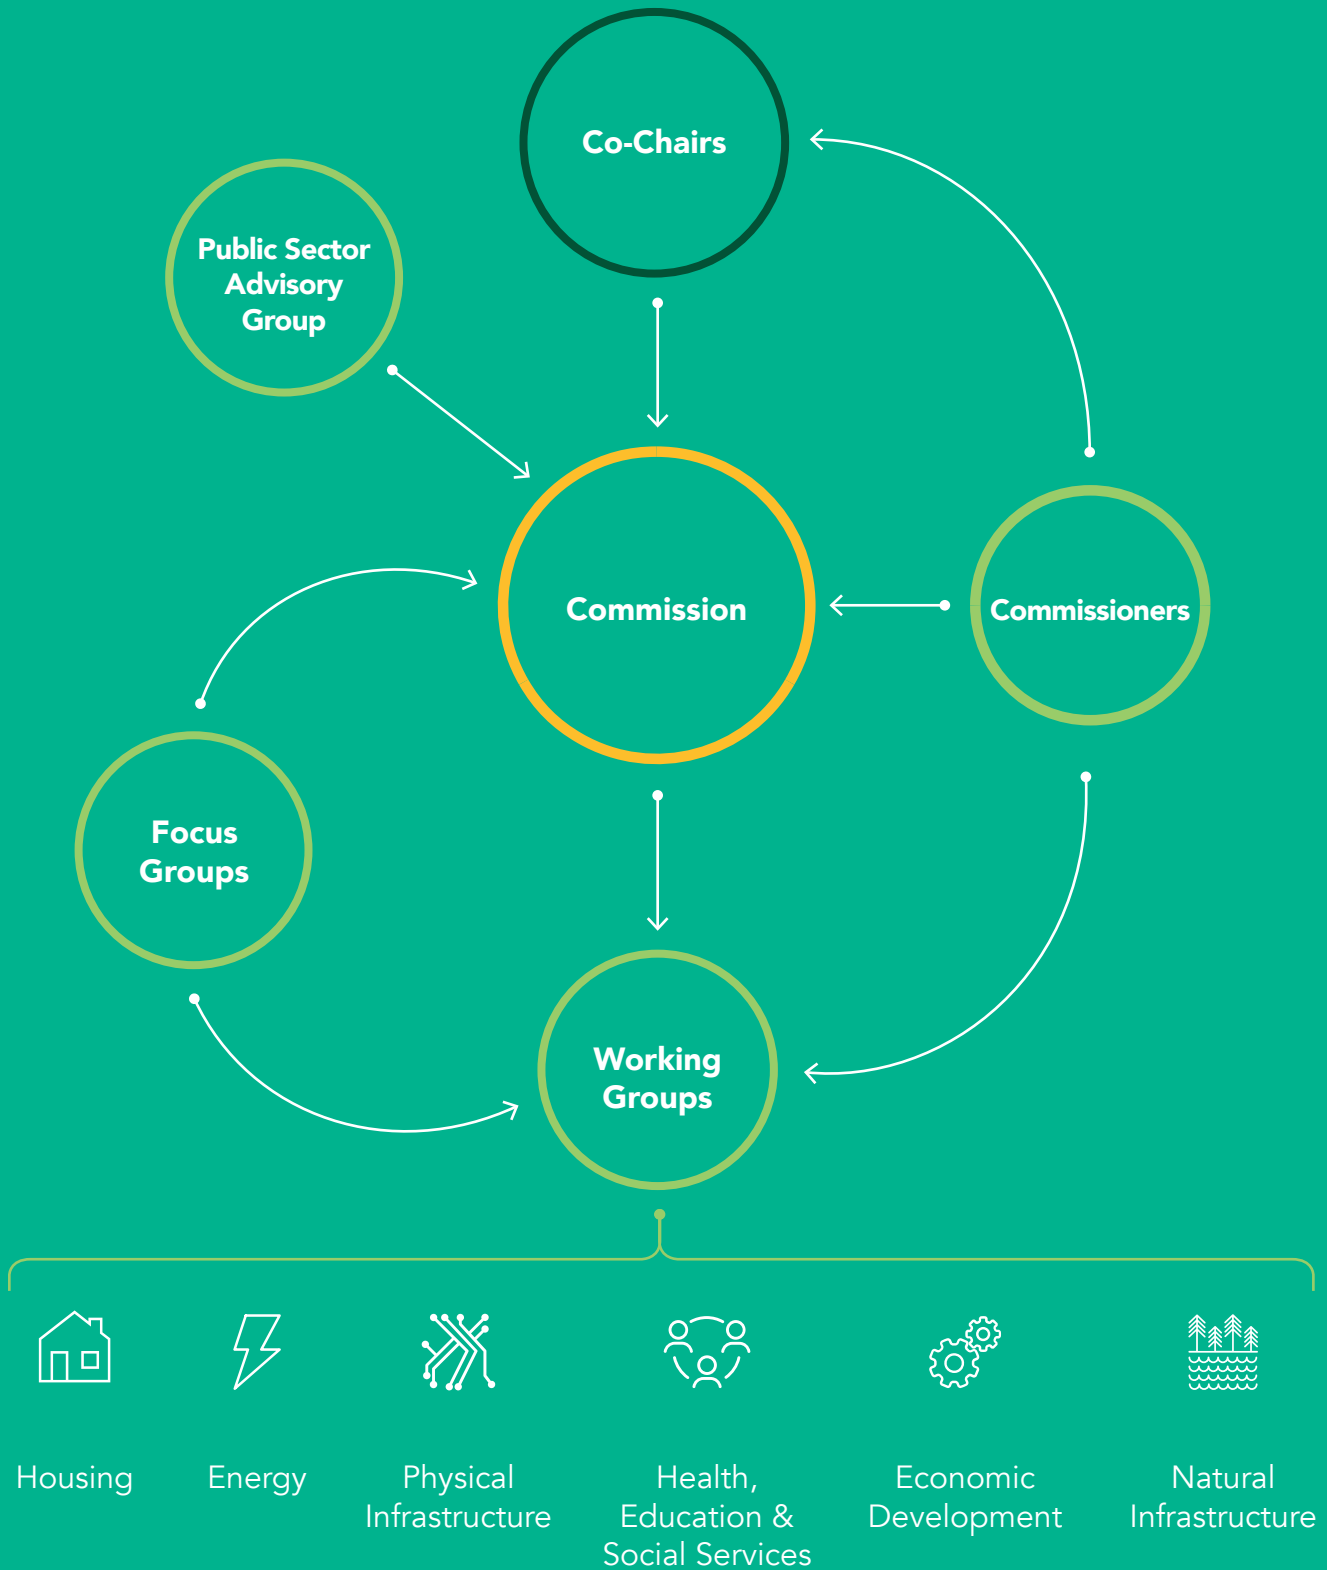 Co-Chairs
Public Sector
Advisory
Group
Commission
Commissioners
Focus
Groups
Working
Groups
Housing
Energy
Physical
Infrastructure
Health,
Education &
Social Services
Economic
Development
Natural
Infrastructure